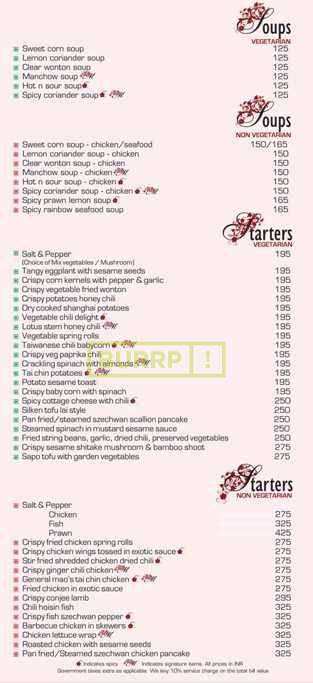 Soups
VEGETARIAN
Sweet corn soup 125
Lemon coriander soup 125
Clear wonton soup 125
Manchow soup 125
Hot n sour soup 125
Spicy coriander soup 125
Soups
NON VEGETARIAN
Sweet corn soup - chicken/seafood 150/165
Lemon coriander soup - chicken 150
Clear wonton soup - chicken 150
Manchow soup - chicken 150
Hot n sour soup - chicken 150
Spicy coriander soup - chicken 150
Spicy prawn lemon soup 165
Spicy rainbow seafood soup 165
Starters
VEGETARIAN
Salt & Pepper 195
(Choice of Mix vegetables / Mushroom)
Tangy eggplant with sesame seeds 195
Crispy corn kernels with pepper & garlic 195
Crispy vegetable fried wonton 195
Crispy potatoes honey chili 195
Dry cooked shanghai potatoes 195
Vegetable chili delight 195
Lotus stem honey chili 195
Vegetable spring rolls 195
Taiwanese chili babycorn 195
Crispy veg paprika chili 195
Crackling spinach with almonds 195
Tai chin potatoes 195
Potato sesame toast 195
Crispy baby corn with spinach 195
Spicy cottage cheese with chili 250
Silken tofu lai style 250
Pan fried/steamed szechwan scallion pancake 250
Steamed spinach in mustard sesame sauce 250
Fried string beans, garlic, dried chili, preserved vegetables 250
Crispy sesame shitake mushroom & bamboo shoot 275
Sapo tofu with garden vegetables 275
BURRP!
Starters
NON VEGETARIAN
Salt & Pepper
Chicken 275
Fish 325
Prawn 425
Crispy fried chicken spring rolls 275
Crispy chicken wings tossed in exotic sauce 275
Stir fried shredded chicken dried chili 275
Crispy ginger chili chicken 275
General mao's tai chin chicken 275
Fried chicken in exotic sauce 275
Crispy conjee lamb 295
Chili hoisin fish 325
Crispy fish szechwan pepper 325
Barbecue chicken in skewers 325
Chicken lettuce wrap 325
Roasted chicken with sesame seeds 325
Pan fried/Steamed szechwan chicken pancake 325
Indicates spicy Indicates signature items. All prices in INR
Government taxes extra as applicable. We levy 10% service charge on the total bill value